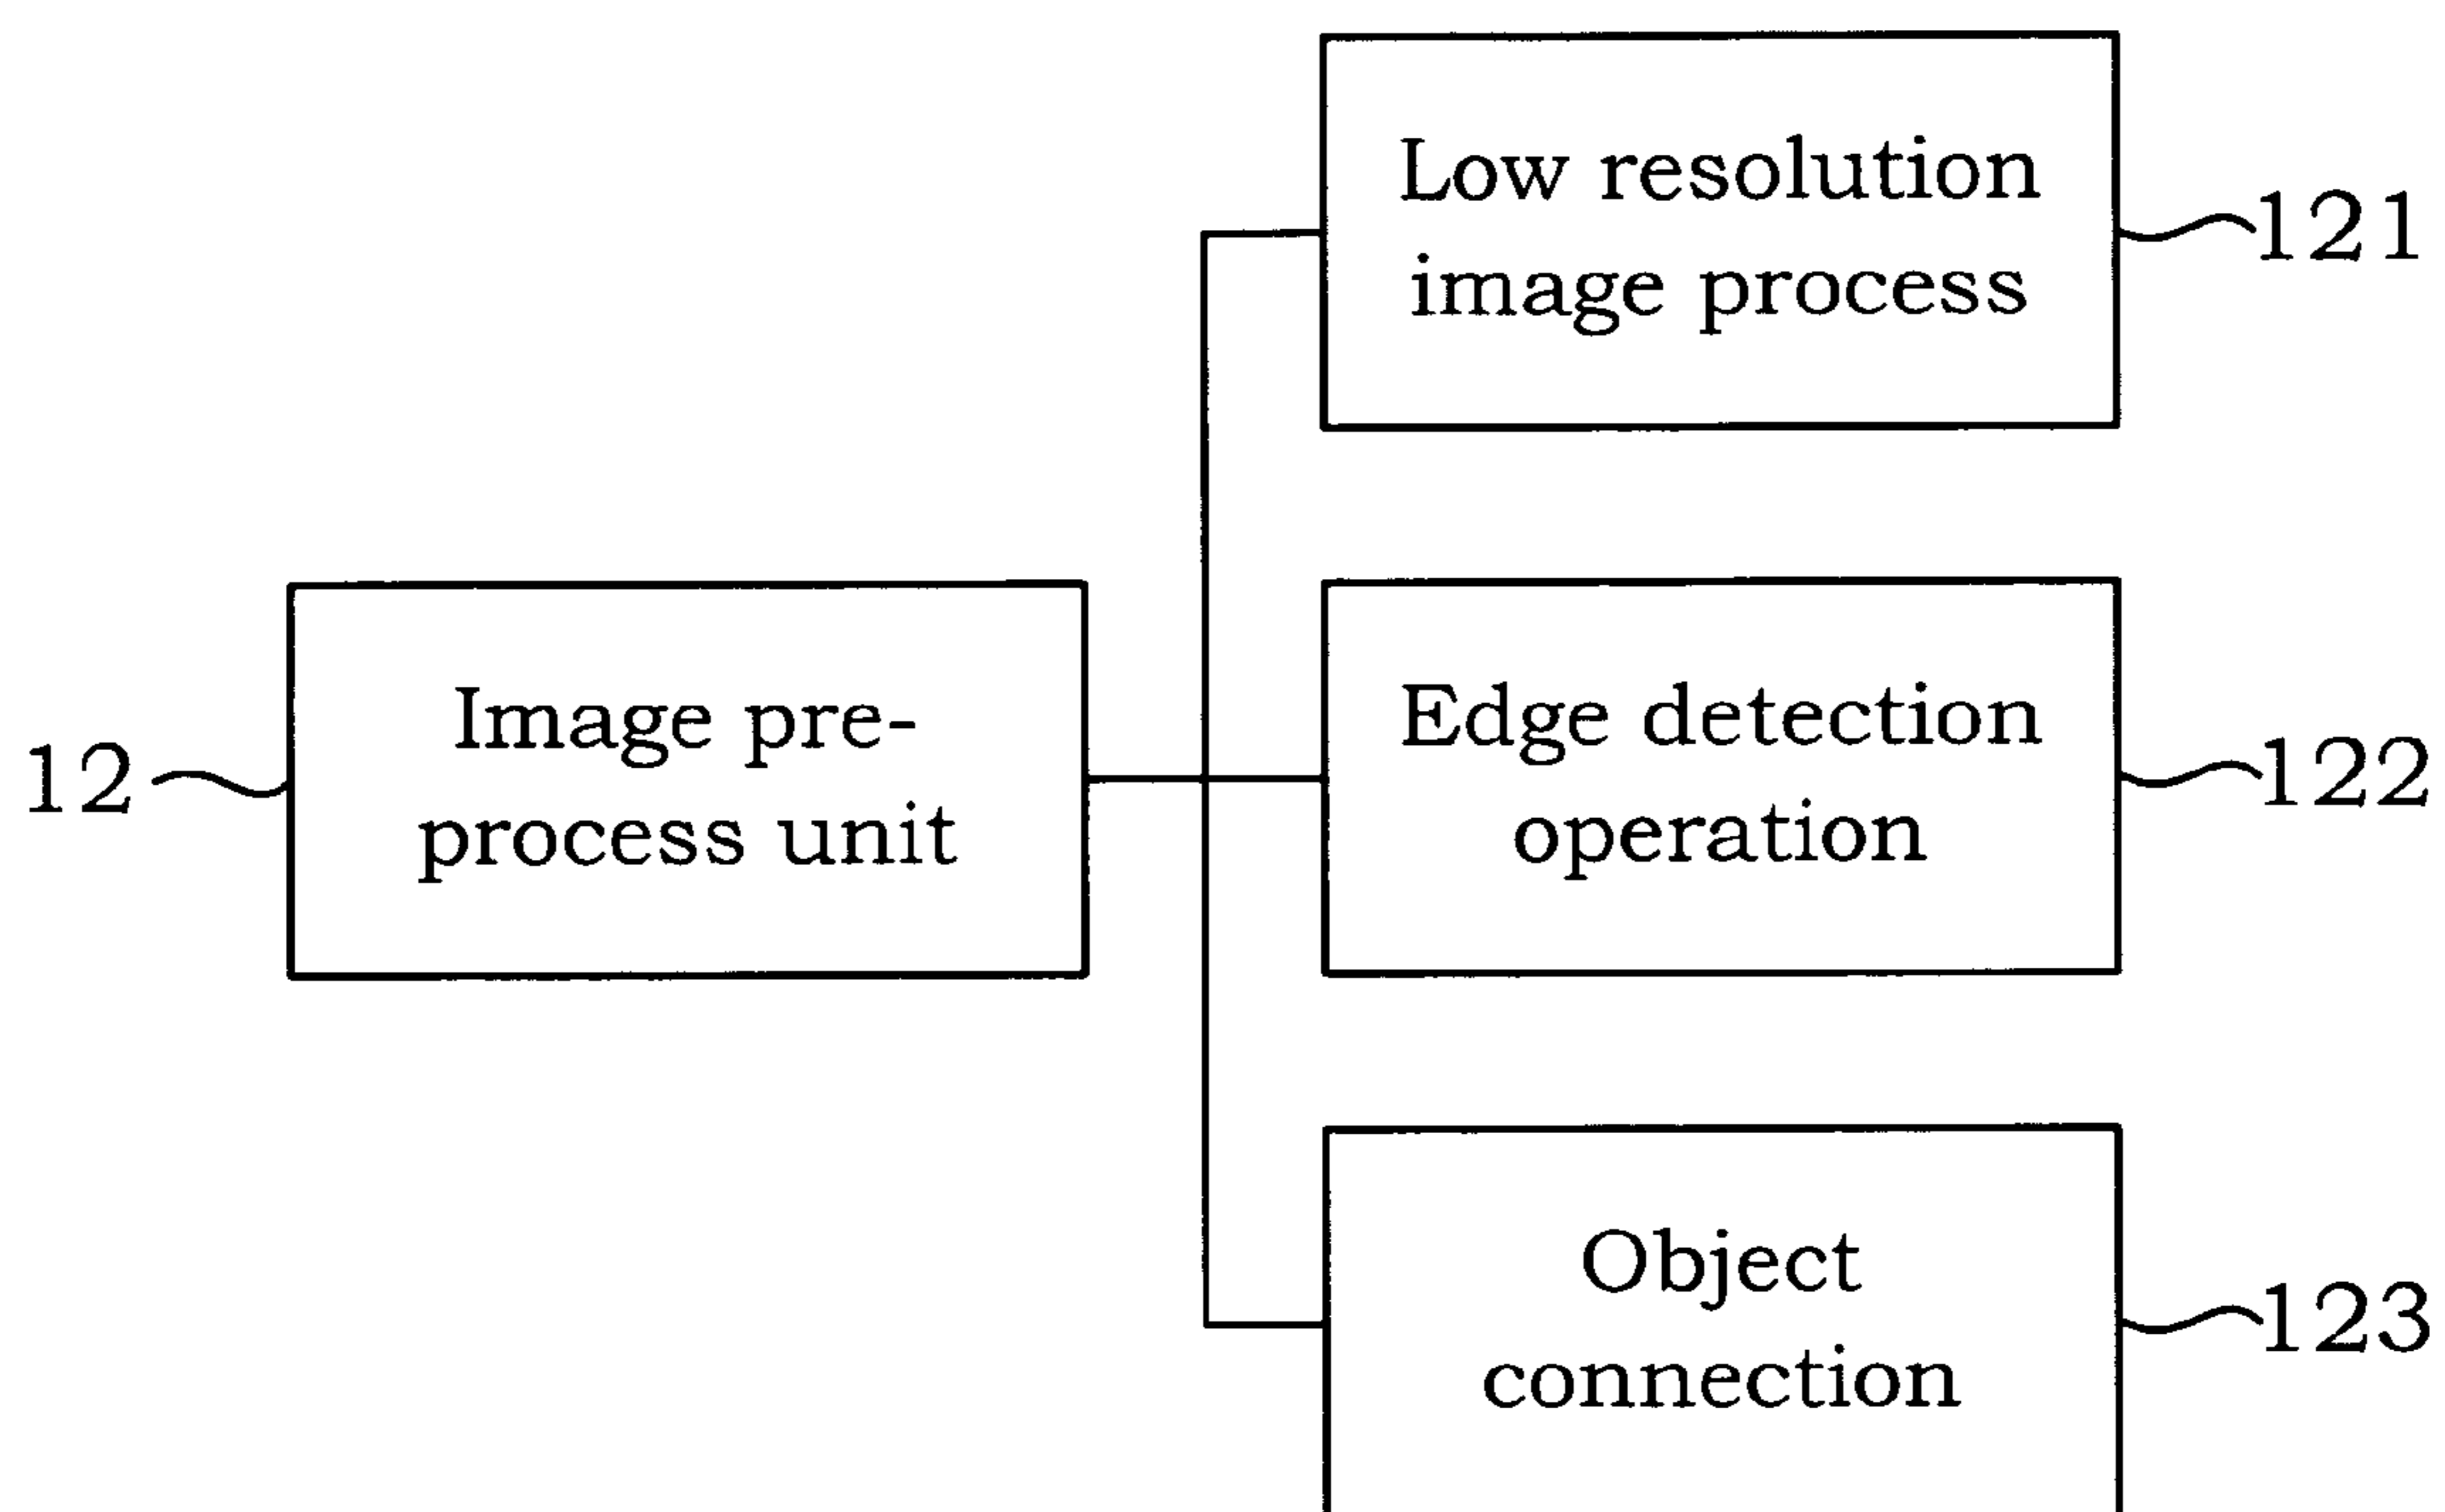 Low resolution
image process
121
Image pre-
process unit
12
Edge detection
operation
122
Object
connection
123